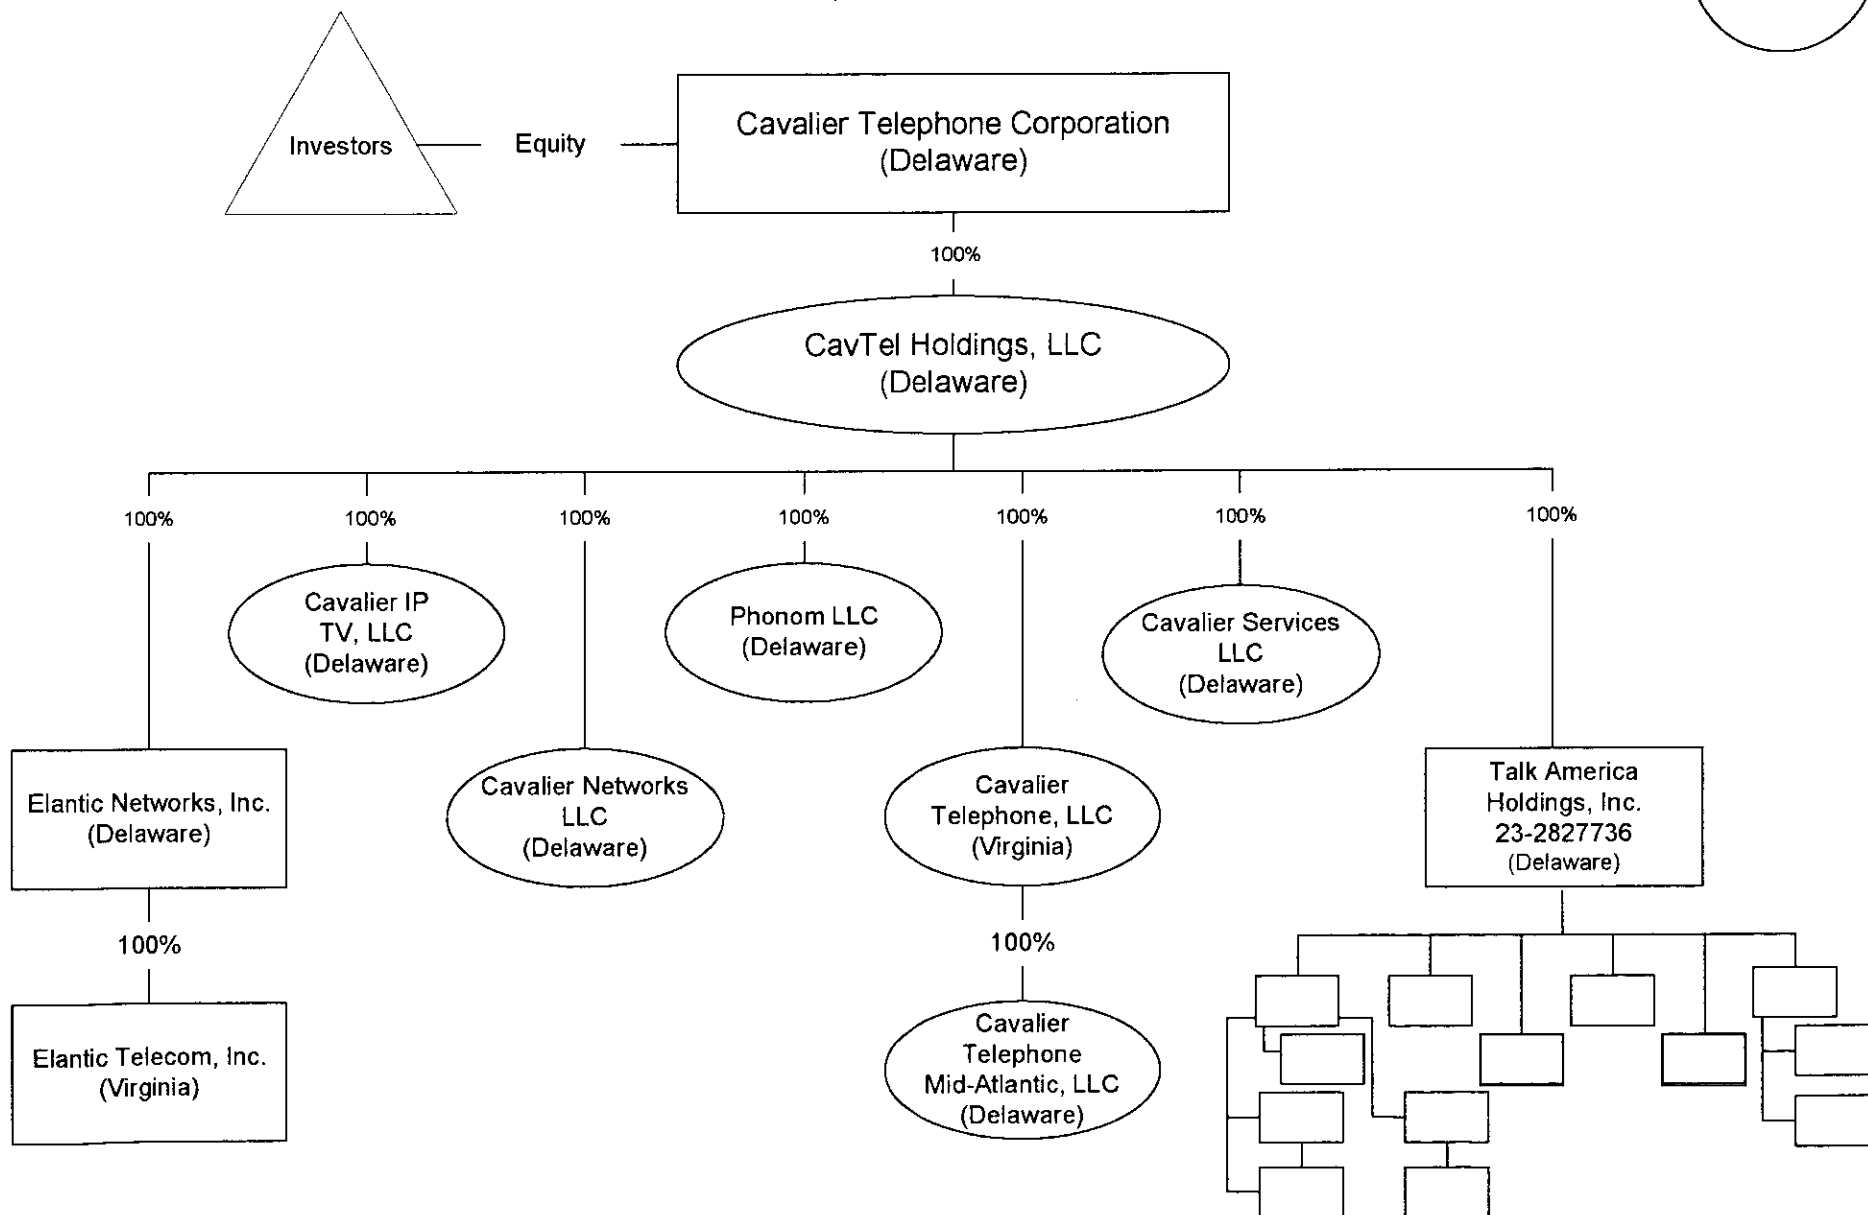 Investors
Equity
Cavalier Telephone Corporation
(Delaware)
100%
CavTel Holdings, LLC
(Delaware)
100%
100%
100%
100%
100%
100%
100%
Cavalier IP
TV, LLC
(Delaware)
Phonom LLC
(Delaware)
Cavalier Services
LLC
(Delaware)
Elantic Networks, Inc.
(Delaware)
Cavalier Networks
LLC
(Delaware)
Cavalier
Telephone, LLC
(Virginia)
Talk America
Holdings, Inc.
23-2827736
(Delaware)
100%
100%
Elantic Telecom, Inc.
(Virginia)
Cavalier
Telephone
Mid-Atlantic, LLC
(Delaware)